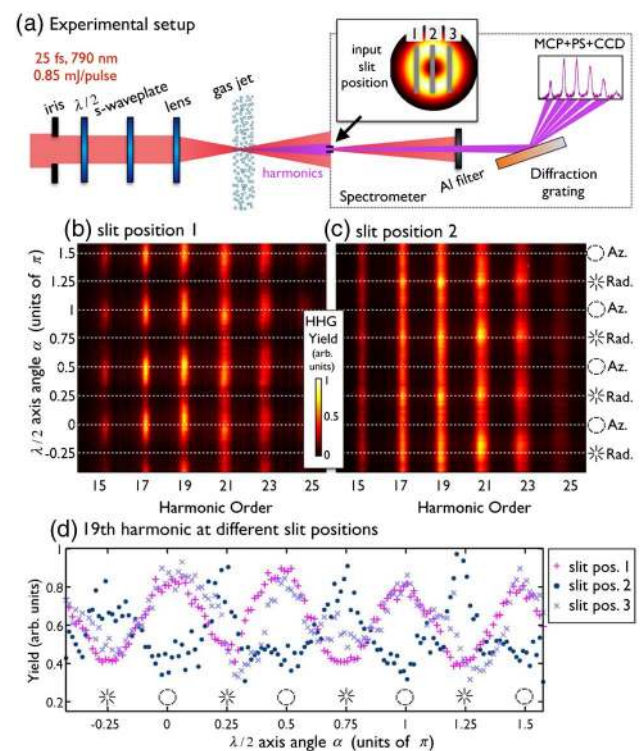 (a) Experimental setup
25 fs, 790 nm
0.85 mJ/pulse
iris
λ/2
s-waveplate
lens
gas jet
harmonics
input
slit
position
1 2 3
MCP+PS+CCD
Spectrometer
Al filter
Diffraction
grating
(b) slit position 1
(c) slit position 2
λ/2 axis angle α (units of π)
1.5
1.25
1
0.75
0.5
0.25
0
-0.25
HHG
Yield
(arb.
units)
1
0.5
0
Az.
Rad.
Az.
Rad.
Az.
Rad.
Az.
Rad.
15 17 19 21 23 25
Harmonic Order
15 17 19 21 23 25
Harmonic Order
(d) 19th harmonic at different slit positions
Yield (arb. units)
1
0.8
0.6
0.4
0.2
slit pos. 1
slit pos. 2
slit pos. 3
-0.25 0 0.25 0.5 0.75 1 1.25 1.5
λ/2 axis angle α (units of π)